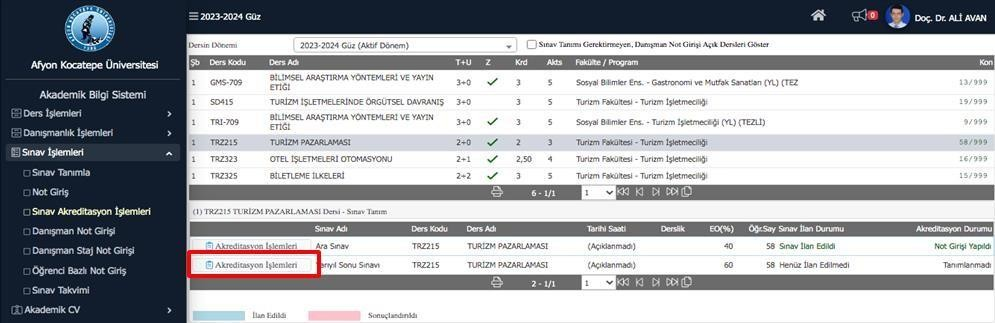 2023-2024 Güz
0
Doç. Dr. ALİ AVAN
Afyon Kocatepe Üniversitesi
Akademik Bilgi Sistemi
Ders İşlemleri
Danışmanlık İşlemleri
Sınav İşlemleri
Sınav Tanımla
Not Giriş
Sınav Akreditasyon İşlemleri
Danışman Not Girişi
Danışman Staj Not Girişi
Öğrenci Bazlı Not Giriş
Sınav Takvimi
Akademik CV
Dersin Dönemi 2023-2024 Güz (Aktif Dönem) Sınav Tanımı Gerektirmeyen, Danışman Not Girişi Açık Dersleri Göster
Şb Ders Kodu Ders Adı T+U Z Krd Akts Fakülte / Program Kon
1 GMS-709 BİLİMSEL ARAŞTIRMA YÖNTEMLERİ VE YAYIN ETİĞİ 3+0 3 5 Sosyal Bilimler Ens. - Gastronomi ve Mutfak Sanatları (YL) (TEZ 13/999
1 SD415 TURİZM İŞLETMELERİNDE ÖRGÜTSEL DAVRANIŞ 3+0 3 5 Turizm Fakültesi - Turizm İşletmeciliği 19/999
1 TRI-709 BİLİMSEL ARAŞTIRMA YÖNTEMLERİ VE YAYIN ETİĞİ 3+0 3 5 Sosyal Bilimler Ens. - Turizm İşletmeciliği (YL) (TEZLİ) 9/999
1 TRZ215 TURİZM PAZARLAMASI 2+0 2 3 Turizm Fakültesi - Turizm İşletmeciliği 58/999
1 TRZ323 OTEL İŞLETMELERİ OTOMASYONU 2+1 2,50 4 Turizm Fakültesi - Turizm İşletmeciliği 16/999
1 TRZ325 BİLETLEME İLKELERİ 2+2 3 5 Turizm Fakültesi - Turizm İşletmeciliği 15/999
6 - 1/1 1
(1) TRZ215 TURİZM PAZARLAMASI Dersi - Sınav Tanım
Sınav Adı Ders Kodu Ders Adı Tarihi Saati Derslik EO(%) Öğr.Say Sınav İlan Durumu Akreditasyon Durumu
Akreditasyon İşlemleri Ara Sınav TRZ215 TURİZM PAZARLAMASI (Açıklanmadı) 40 58 Sınav İlan Edildi Not Girişi Yapıldı
Akreditasyon İşlemleri arıyıl Sonu Sınavı TRZ215 TURİZM PAZARLAMASI (Açıklanmadı) 60 58 Henüz İlan Edilmedi Tanımlanmadı
2 - 1/1 1
İlan Edildi Sonuçlandırıldı